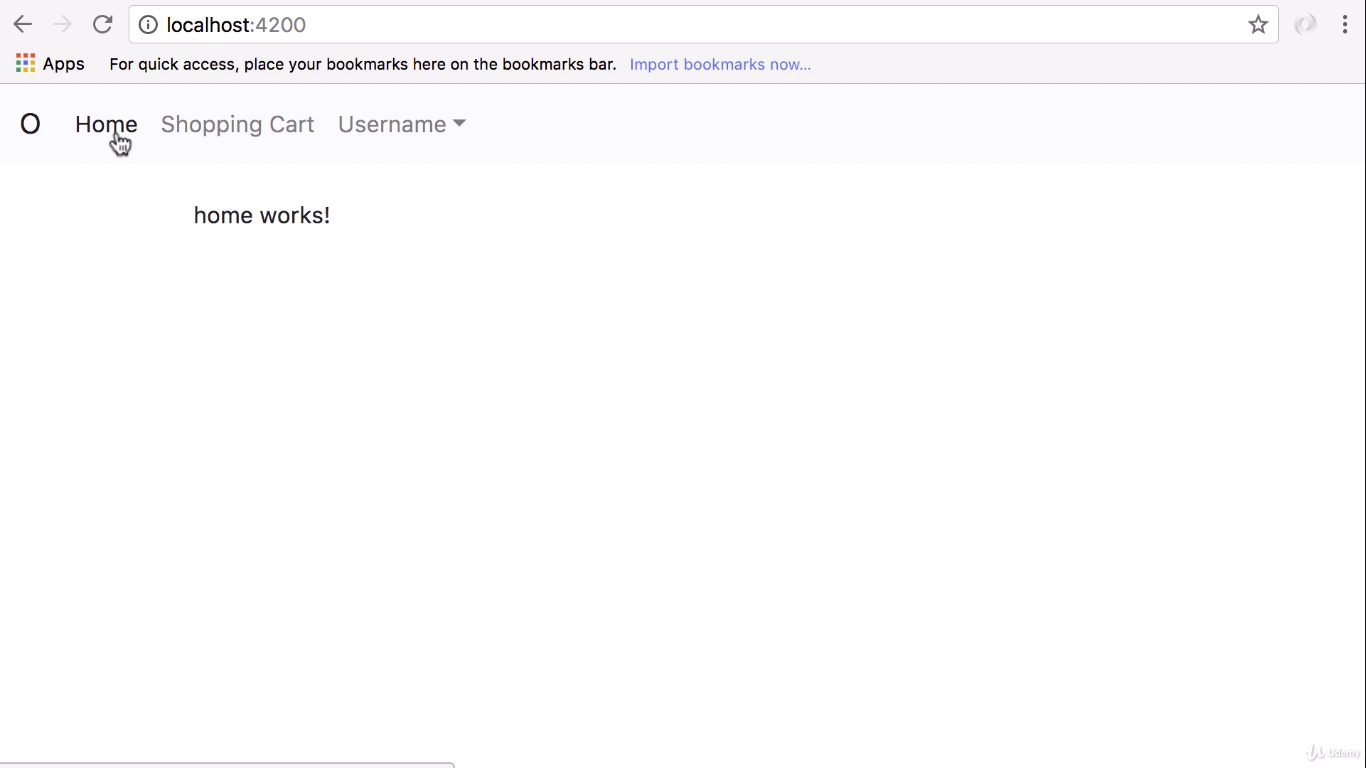 localhost:4200
Apps For quick access, place your bookmarks here on the bookmarks bar. Import bookmarks now...
O Home Shopping Cart Username
home works!
Udemy